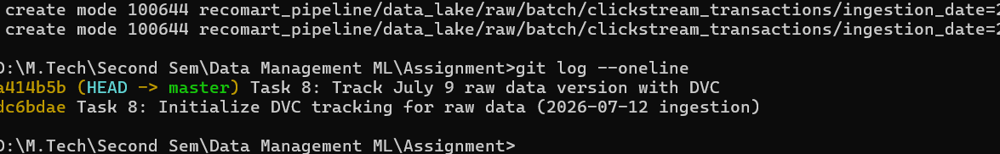 create mode 100644 recomart_pipeline/data_lake/raw/batch/clickstream_transactions/ingestion_date=
create mode 100644 recomart_pipeline/data_lake/raw/batch/clickstream_transactions/ingestion_date=
D:\M.Tech\Second Sem\Data Management ML\Assignment>git log --oneline
a414b5b (HEAD -> master) Task 8: Track July 9 raw data version with DVC
dc6bdae Task 8: Initialize DVC tracking for raw data (2026-07-12 ingestion)
D:\M.Tech\Second Sem\Data Management ML\Assignment>